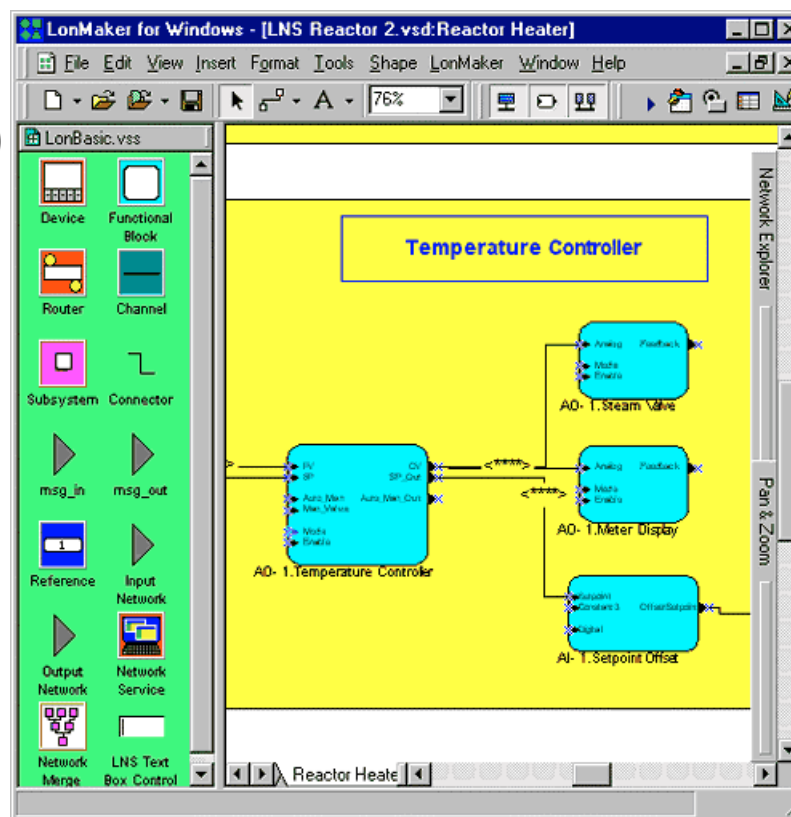 LonMaker for Windows - [LNS Reactor 2.vsd:Reactor Heater]
File Edit View Insert Format Tools Shape LonMaker Window Help
A 76%
LonBasic.vss
Device Functional
Block
Router Channel
Subsystem Connector
msg_in msg_out
1
Reference Input
Network
Output Network
Network Service
Network LNS Text
Merge Box Control
Temperature Controller
Analog Feedback
Mode
Enable
AO- 1.Steam Valve
PV CV
SP SP_Out
Auto_Man Auto_Man_Out
Man_Value
Mode
Enable
AO- 1.Temperature Controller
<****>
<****>
Analog Feedback
Mode
Enable
AO- 1.Meter Display
Setpoint
Constant 3 OffsetSetpoint
Digital
AI- 1.Setpoint Offset
Network Explorer
Pan & Zoom
Reactor Heate